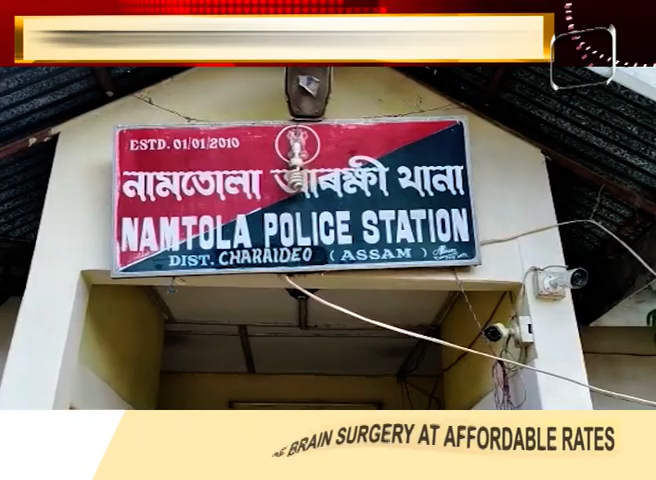 ESTD. 01/01/2010
নামতোলা আৰক্ষী থানা
NAMTOLA POLICE STATION
DIST. CHARAIDEO (ASSAM)
BRAIN SURGERY AT AFFORDABLE RATES